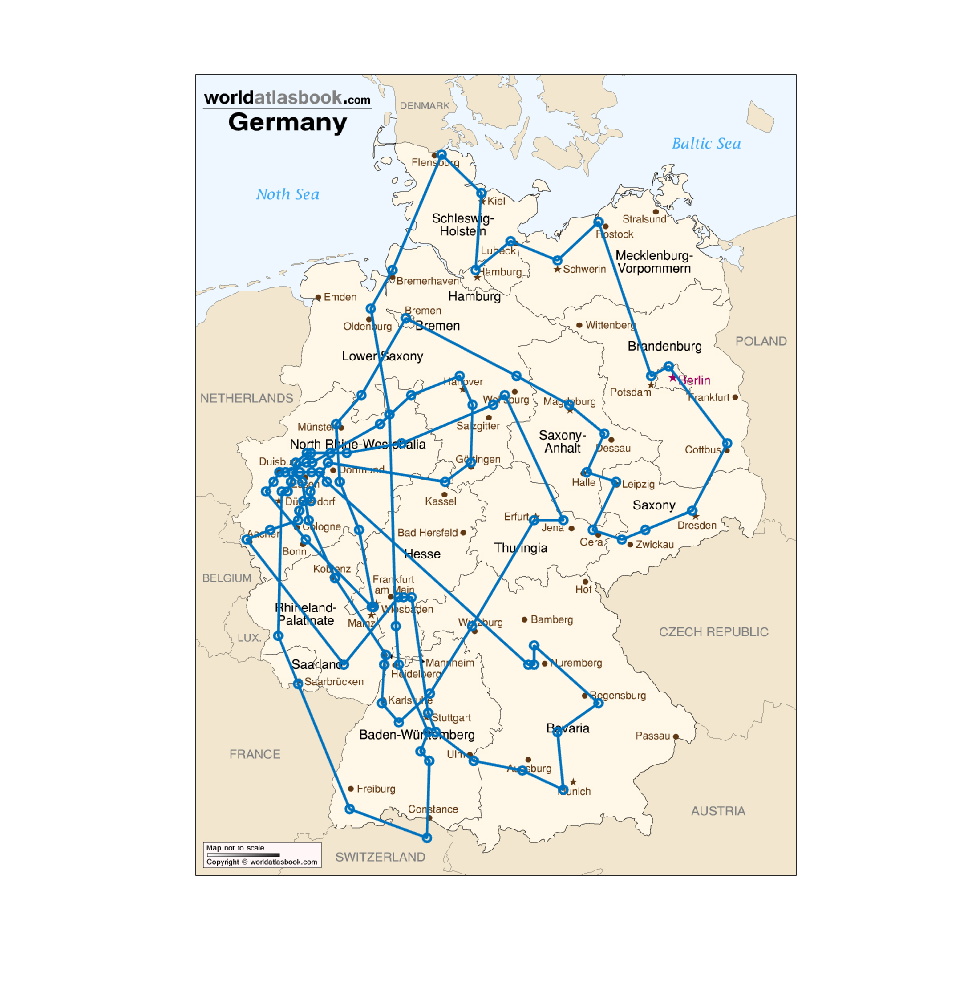 worldatlasbook.com
Germany
DENMARK
Baltic Sea
Noth Sea
Flensburg
Kiel
Schleswig-
Holstein
Stralsund
Rostock
Lubeck
Mecklenburg-
Vorpommern
Schwerin
Hamburg
Bremerhaven
Hamburg
Emden
Bremen
Oldenburg
Bremen
Wittenberg
Brandenburg
POLAND
Lower Saxony
Hanover
Berlin
Potsdam
Frankfurt
NETHERLANDS
Magdeburg
Salzgitter
Münster
North Rhine-Westphalia
Saxony-
Anhalt
Dessau
Cottbus
Duisburg
Dortmund
Essen
Göttingen
Halle
Leipzig
Düsseldorf
Kassel
Saxony
Erfurt
Jena
Dresden
Cologne
Aachen
Bad Hersfeld
Gera
Zwickau
Bonn
Hesse
Thuringia
BELGIUM
Koblenz
Frankfurt
am Main
Hof
Rhineland-
Palatinate
Wiesbaden
Mainz
Wurzburg
Bamberg
CZECH REPUBLIC
LUX.
Saarland
Mannheim
Nuremberg
Heidelberg
Saarbrücken
Karlsruhe
Regensburg
Stuttgart
Baden-Württemberg
Bavaria
Passau
FRANCE
Ulm
Augsburg
Freiburg
Munich
Constance
AUSTRIA
Map not to scale
Copyright © worldatlasbook.com
SWITZERLAND